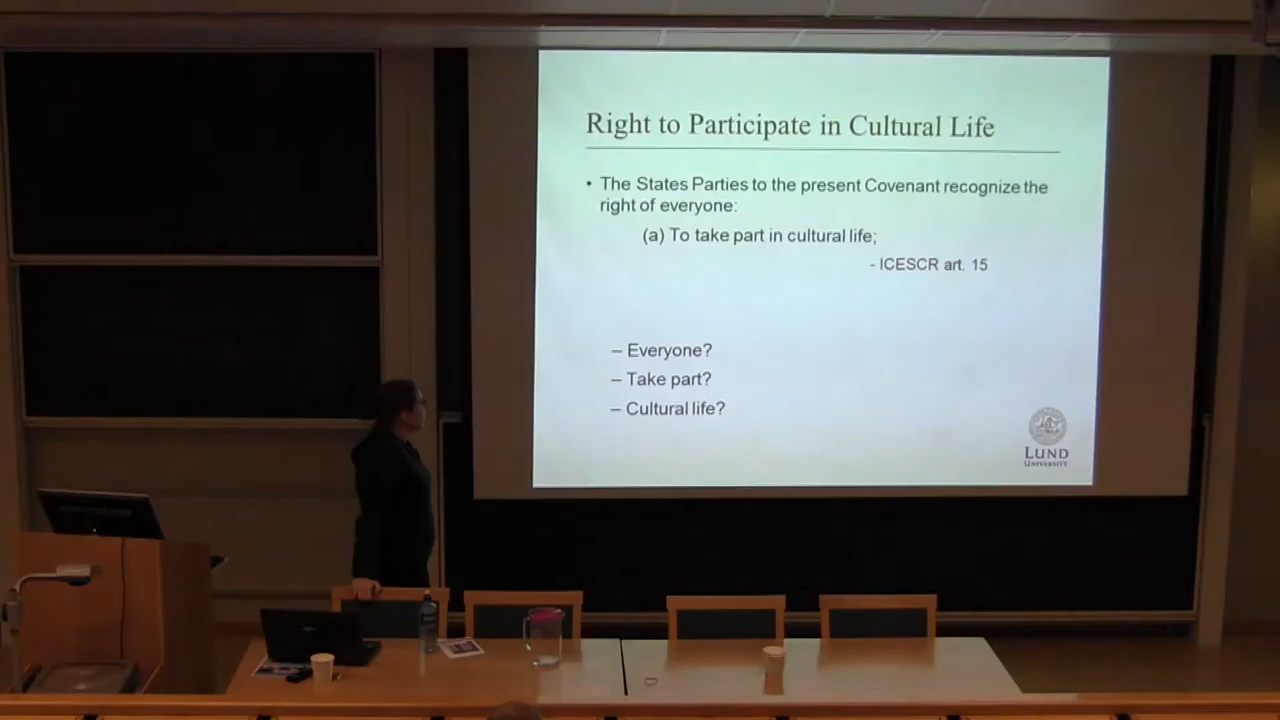 Right to Participate in Cultural Life
• The States Parties to the present Covenant recognize the
right of everyone:
(a) To take part in cultural life;
- ICESCR art. 15
– Everyone?
– Take part?
– Cultural life?
LUND
UNIVERSITY